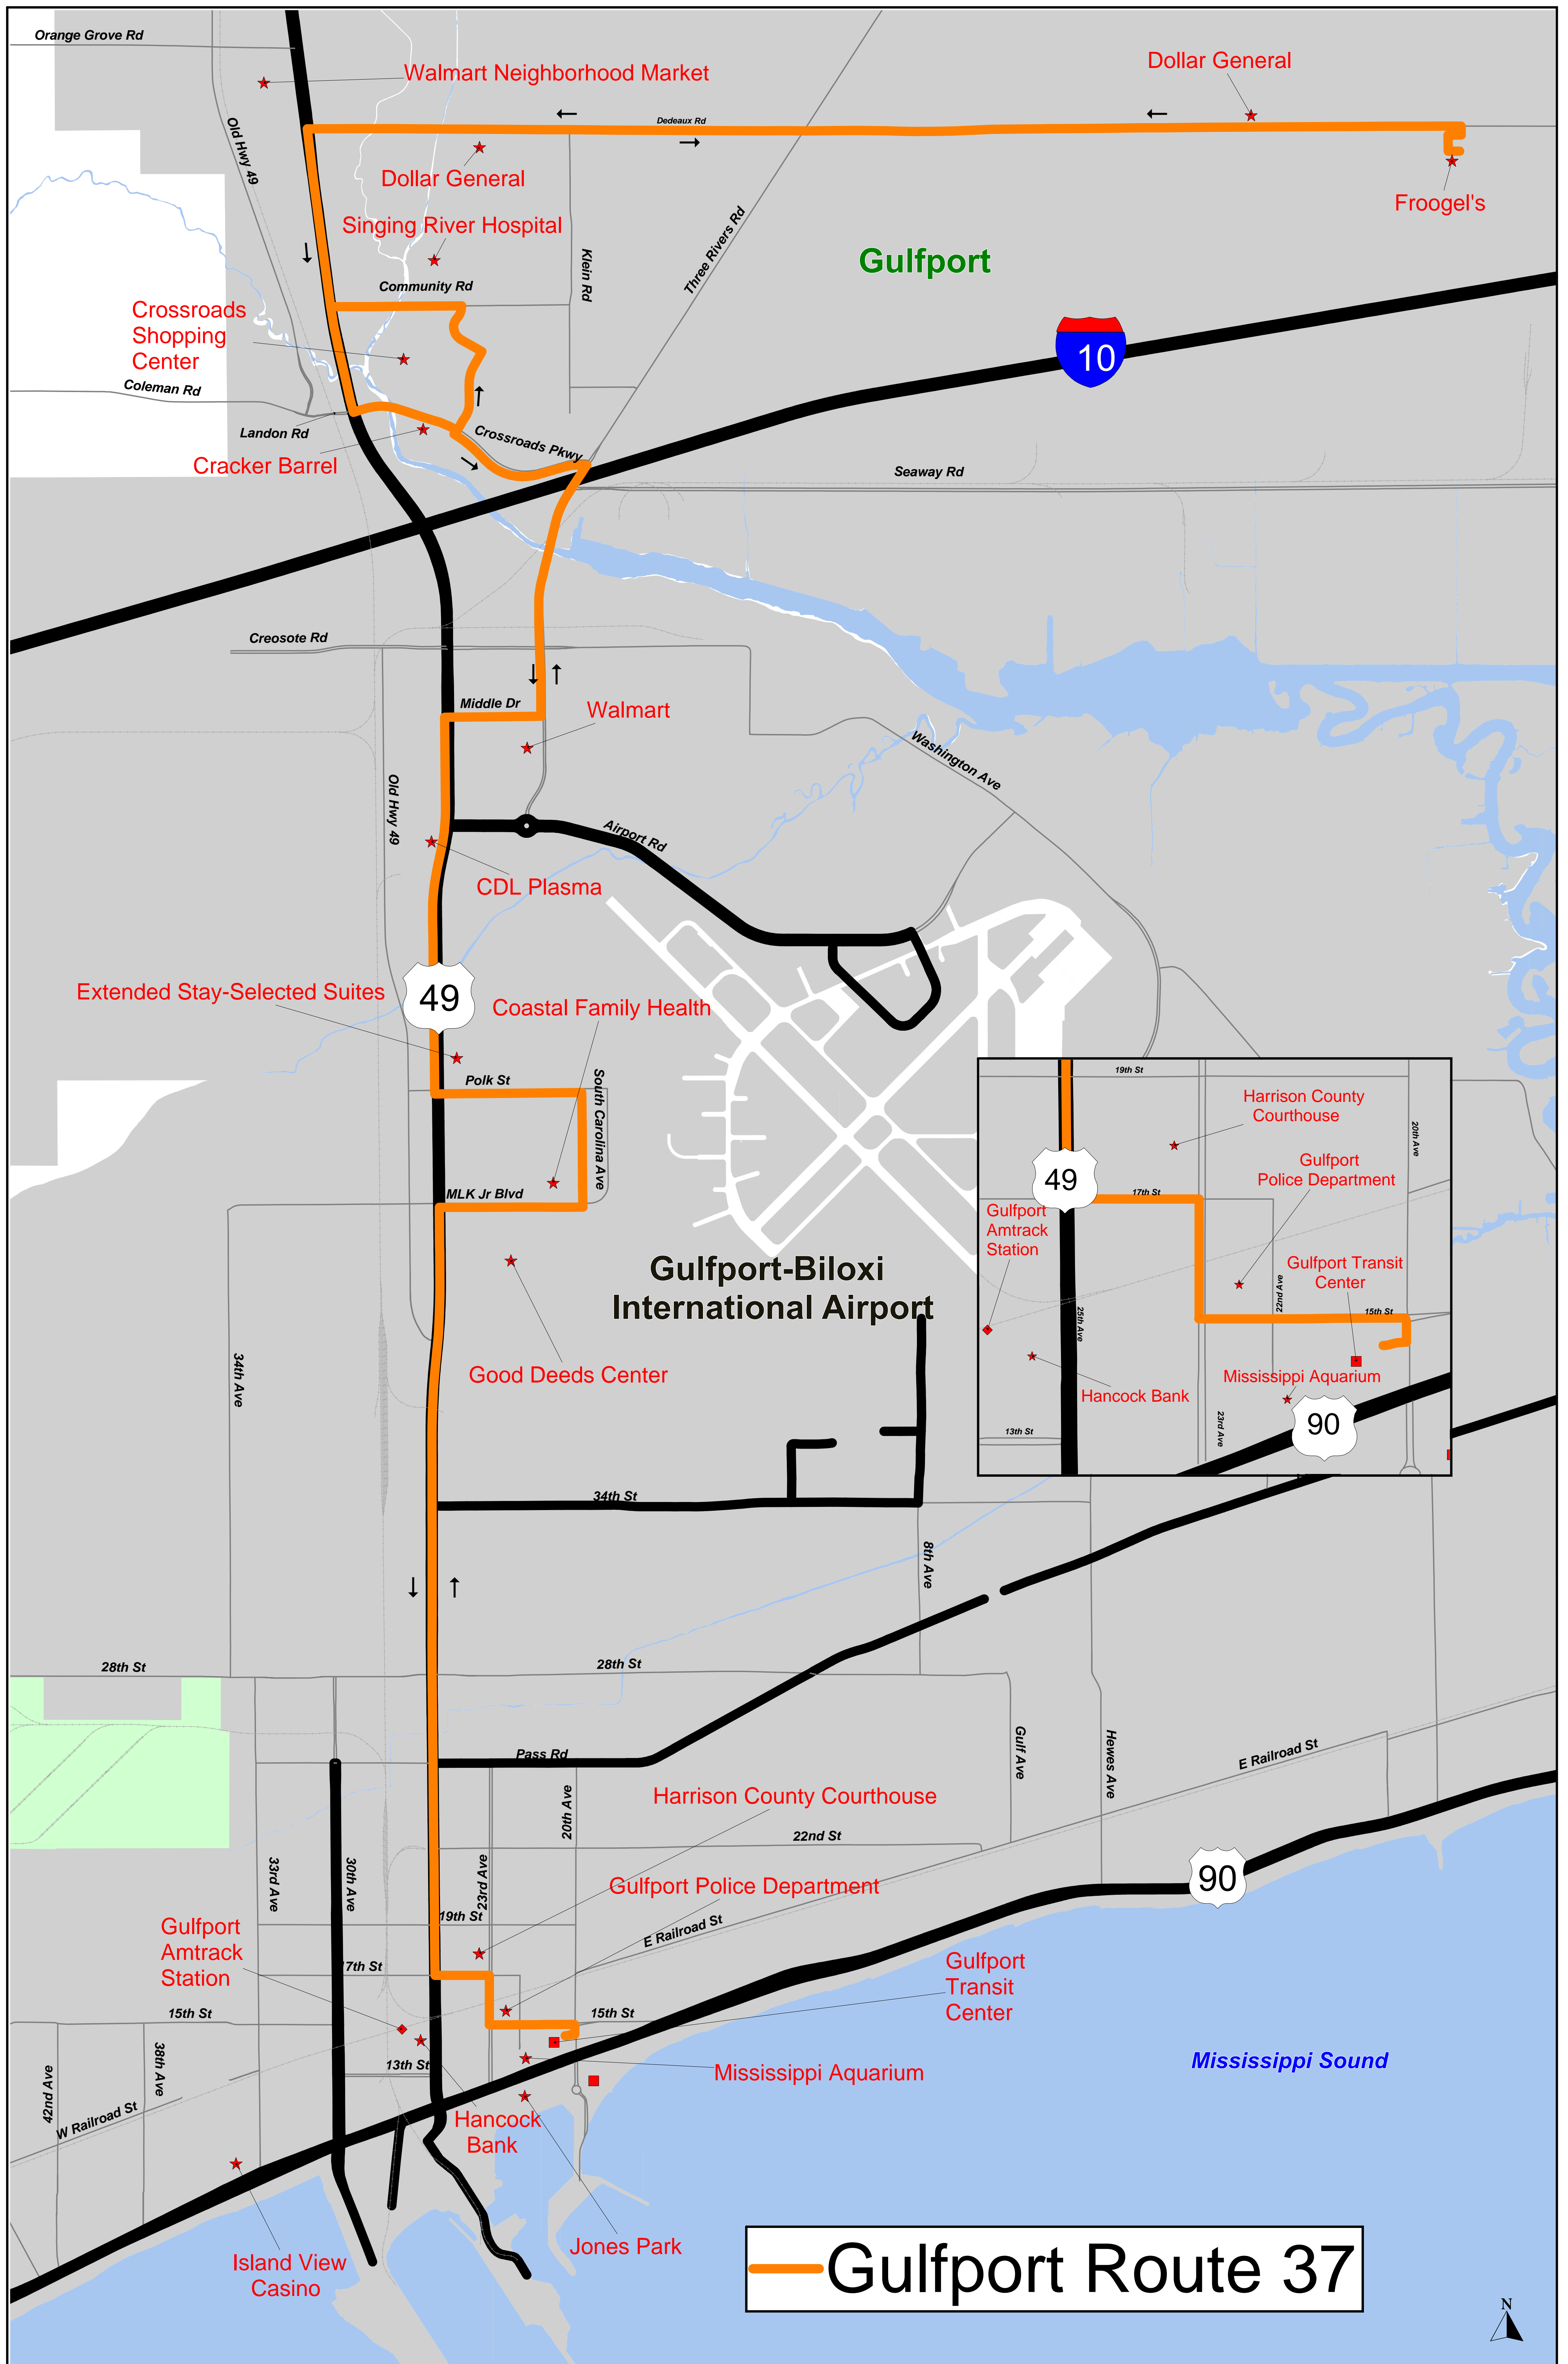 Orange Grove Rd
Walmart Neighborhood Market
Dollar General
Old Hwy 49
Dedeaux Rd
Dollar General
Froogel's
Singing River Hospital
Klein Rd
Three Rivers Rd
Gulfport
Community Rd
Crossroads
Shopping
Center
10
Coleman Rd
Landon Rd
Crossroads Pkwy
Cracker Barrel
Seaway Rd
Creosote Rd
Middle Dr
Walmart
Washington Ave
Old Hwy 49
Airport Rd
CDL Plasma
49
Extended Stay-Selected Suites
Coastal Family Health
Polk St
South Carolina Ave
MLK Jr Blvd
Gulfport-Biloxi
International Airport
Good Deeds Center
34th Ave
19th St
Harrison County
Courthouse
20th Ave
Gulfport
Police Department
49
17th St
Gulfport
Amtrack
Station
Gulfport Transit
Center
22nd Ave
15th St
25th Ave
Mississippi Aquarium
Hancock Bank
23rd Ave
90
13th St
34th St
8th Ave
28th St
28th St
Gulf Ave
Hewes Ave
E Railroad St
Pass Rd
20th Ave
Harrison County Courthouse
22nd St
33rd Ave
30th Ave
23rd Ave
90
Gulfport Police Department
19th St
E Railroad St
Gulfport
Amtrack
Station
17th St
Gulfport
Transit
Center
15th St
15th St
38th Ave
42nd Ave
13th St
Mississippi Aquarium
Mississippi Sound
W Railroad St
Hancock
Bank
Jones Park
Island View
Casino
Gulfport Route 37
N